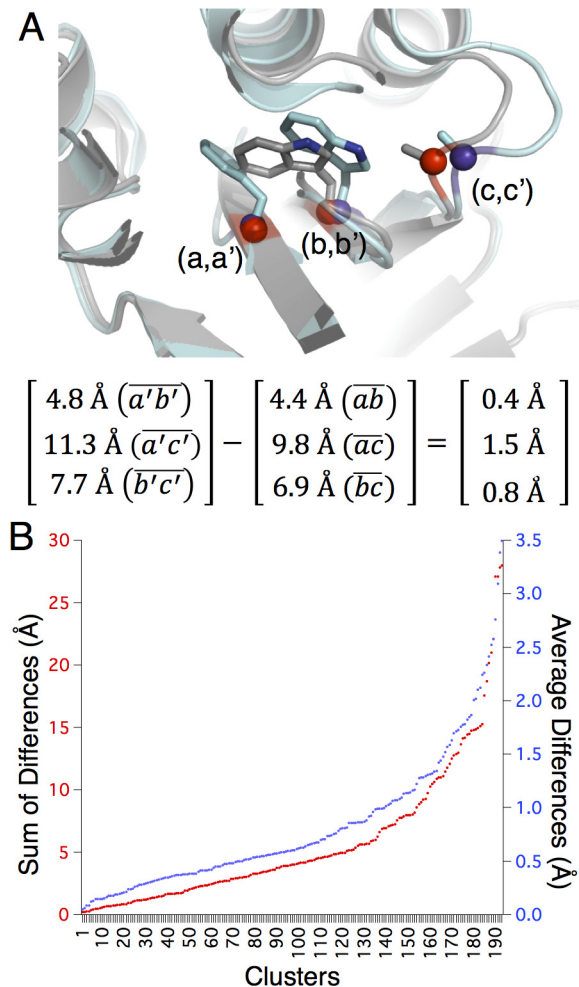 A
(a,a’)
(b,b’)
(c,c’)
4.8 Å (a′b′) 4.4 Å (ab) 0.4 Å
11.3 Å (a′c′) − 9.8 Å (ac) = 1.5 Å
7.7 Å (b′c′) 6.9 Å (bc) 0.8 Å
B
30 3.5
25 3.0
20 2.5
15 2.0
10 1.5
5 1.0
0 0.5
0.0
Sum of Differences (Å)
Average Differences (Å)
1 10 20 30 40 50 60 70 80 90 100 110 120 130 140 150 160 170 180 190
Clusters